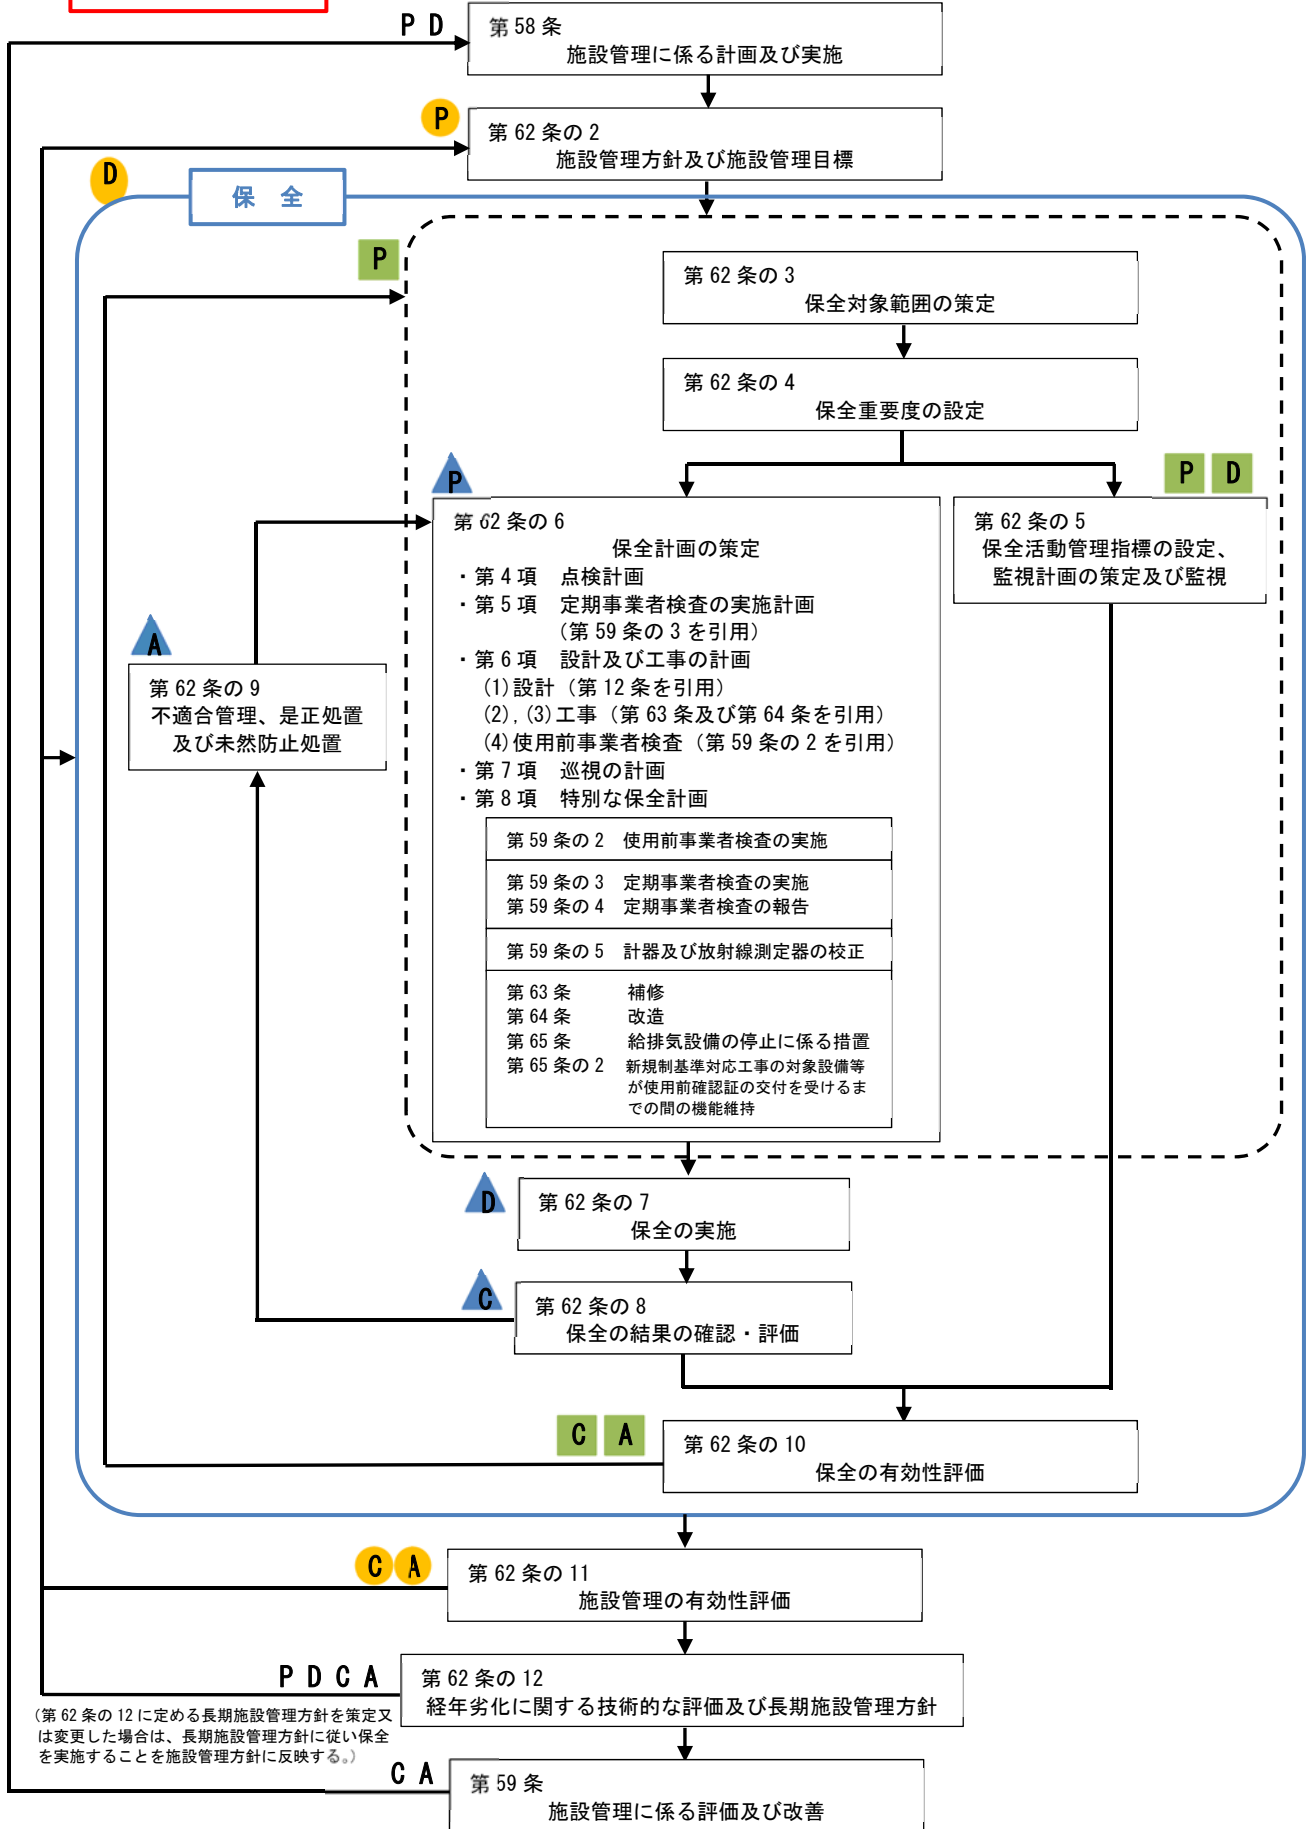 P D
第 58 条
施設管理に係る計画及び実施
P
第 62 条の 2
施設管理方針及び施設管理目標
D
保 全
P
第 62 条の 3
保全対象範囲の策定
第 62 条の 4
保全重要度の設定
P
P D
第 62 条の 6
保全計画の策定
・第 4 項 点検計画
・第 5 項 定期事業者検査の実施計画
（第 59 条の 3 を引用）
・第 6 項 設計及び工事の計画
(1)設計（第 12 条を引用）
(2),(3)工事（第 63 条及び第 64 条を引用）
(4)使用前事業者検査（第 59 条の 2 を引用）
・第 7 項 巡視の計画
・第 8 項 特別な保全計画
第 59 条の 2 使用前事業者検査の実施
第 59 条の 3 定期事業者検査の実施
第 59 条の 4 定期事業者検査の報告
第 59 条の 5 計器及び放射線測定器の校正
第 63 条 補修
第 64 条 改造
第 65 条 給排気設備の停止に係る措置
第 65 条の 2 新規制基準対応工事の対象設備等
が使用前確認証の交付を受けるま
での間の機能維持
第 62 条の 5
保全活動管理指標の設定、
監視計画の策定及び監視
A
第 62 条の 9
不適合管理、是正処置
及び未然防止処置
D
第 62 条の 7
保全の実施
C
第 62 条の 8
保全の結果の確認・評価
C A
第 62 条の 10
保全の有効性評価
C A
第 62 条の 11
施設管理の有効性評価
P D C A
第 62 条の 12
経年劣化に関する技術的な評価及び長期施設管理方針
（第 62 条の 12 に定める長期施設管理方針を策定又
は変更した場合は、長期施設管理方針に従い保全
を実施することを施設管理方針に反映する。）
C A
第 59 条
施設管理に係る評価及び改善